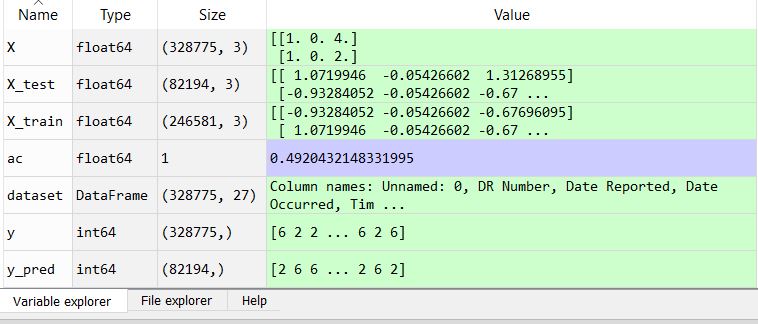 Name Type Size Value
X float64 (328775, 3) [[1. 0. 4.]
[1. 0. 2.]
X_test float64 (82194, 3) [[ 1.0719946 -0.05426602 1.31268955]
[-0.93284052 -0.05426602 -0.67 ...
X_train float64 (246581, 3) [[-0.93284052 -0.05426602 -0.67696095]
[ 1.0719946 -0.05426602 -0.67 ...
ac float64 1 0.4920432148331995
dataset DataFrame (328775, 27) Column names: Unnamed: 0, DR Number, Date Reported, Date
Occurred, Tim ...
y int64 (328775,) [6 2 2 ... 6 2 6]
y_pred int64 (82194,) [2 6 6 ... 2 6 2]
Variable explorer File explorer Help